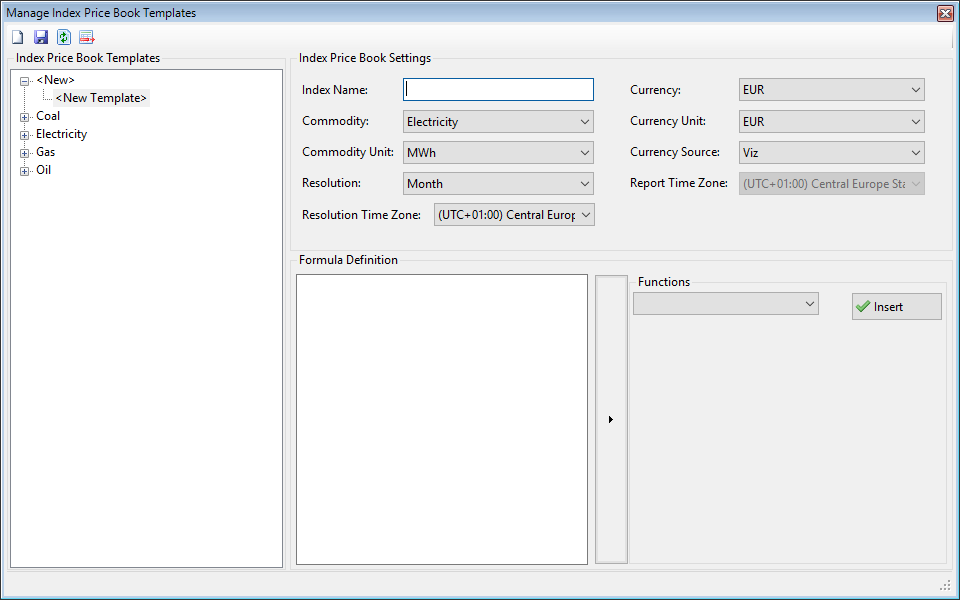 Manage Index Price Book Templates
Index Price Book Templates
<New>
<New Template>
Coal
Electricity
Gas
Oil
Index Price Book Settings
Index Name:
Commodity: Electricity
Commodity Unit: MWh
Resolution: Month
Resolution Time Zone: (UTC+01:00) Central Europ
Currency: EUR
Currency Unit: EUR
Currency Source: Viz
Report Time Zone: (UTC+01:00) Central Europe Sta
Formula Definition
Functions
Insert